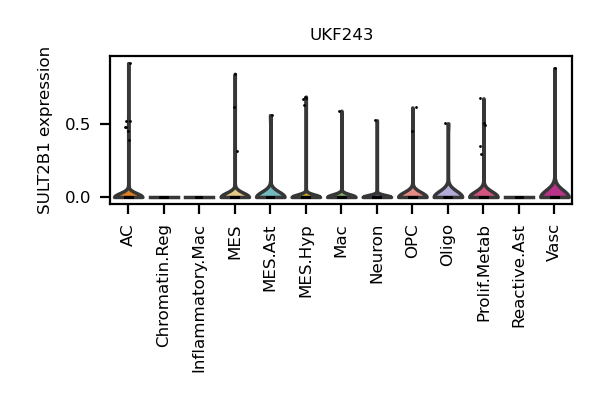 UKF243
SULT2B1 expression
0.5
0.0
AC
Chromatin.Reg
Inflammatory.Mac
MES
MES.Ast
MES.Hyp
Mac
Neuron
OPC
Oligo
Prolif.Metab
Reactive.Ast
Vasc